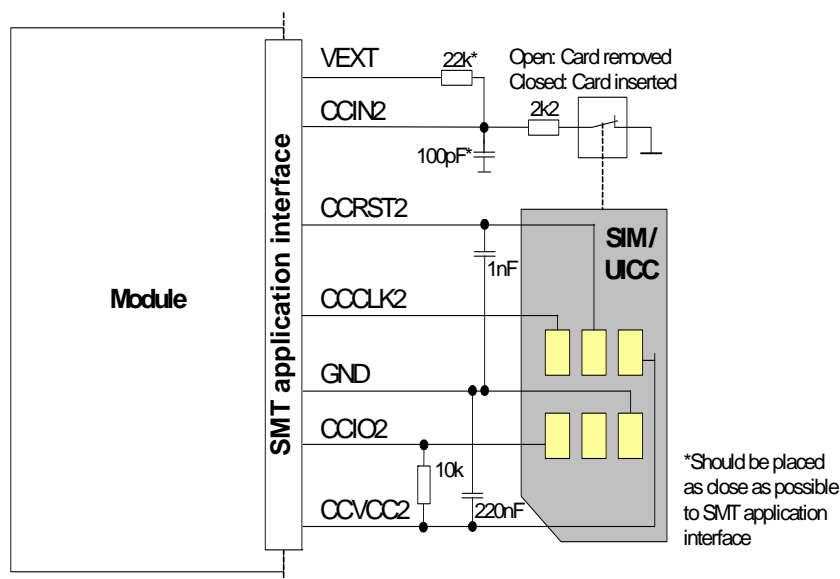 VEXT
22k*
Open: Card removed
Closed: Card inserted
CCIN2
2k2
100pF*
CCRST2
SIM/
UICC
1nF
Module
SMT application interface
CCCLK2
GND
CCIO2
10k
*Should be placed
as close as possible
to SMT application
interface
CCVCC2
220nF